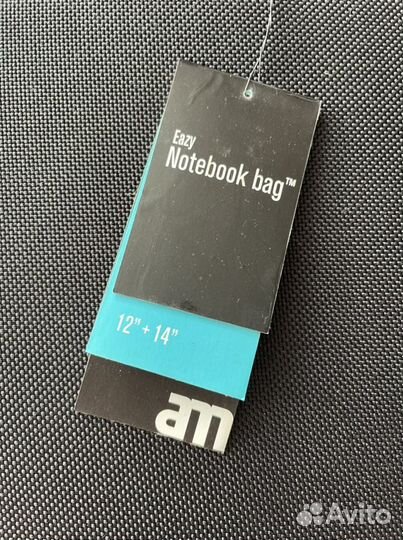 Eazy
Notebook bag™
12” + 14”
am
Avito